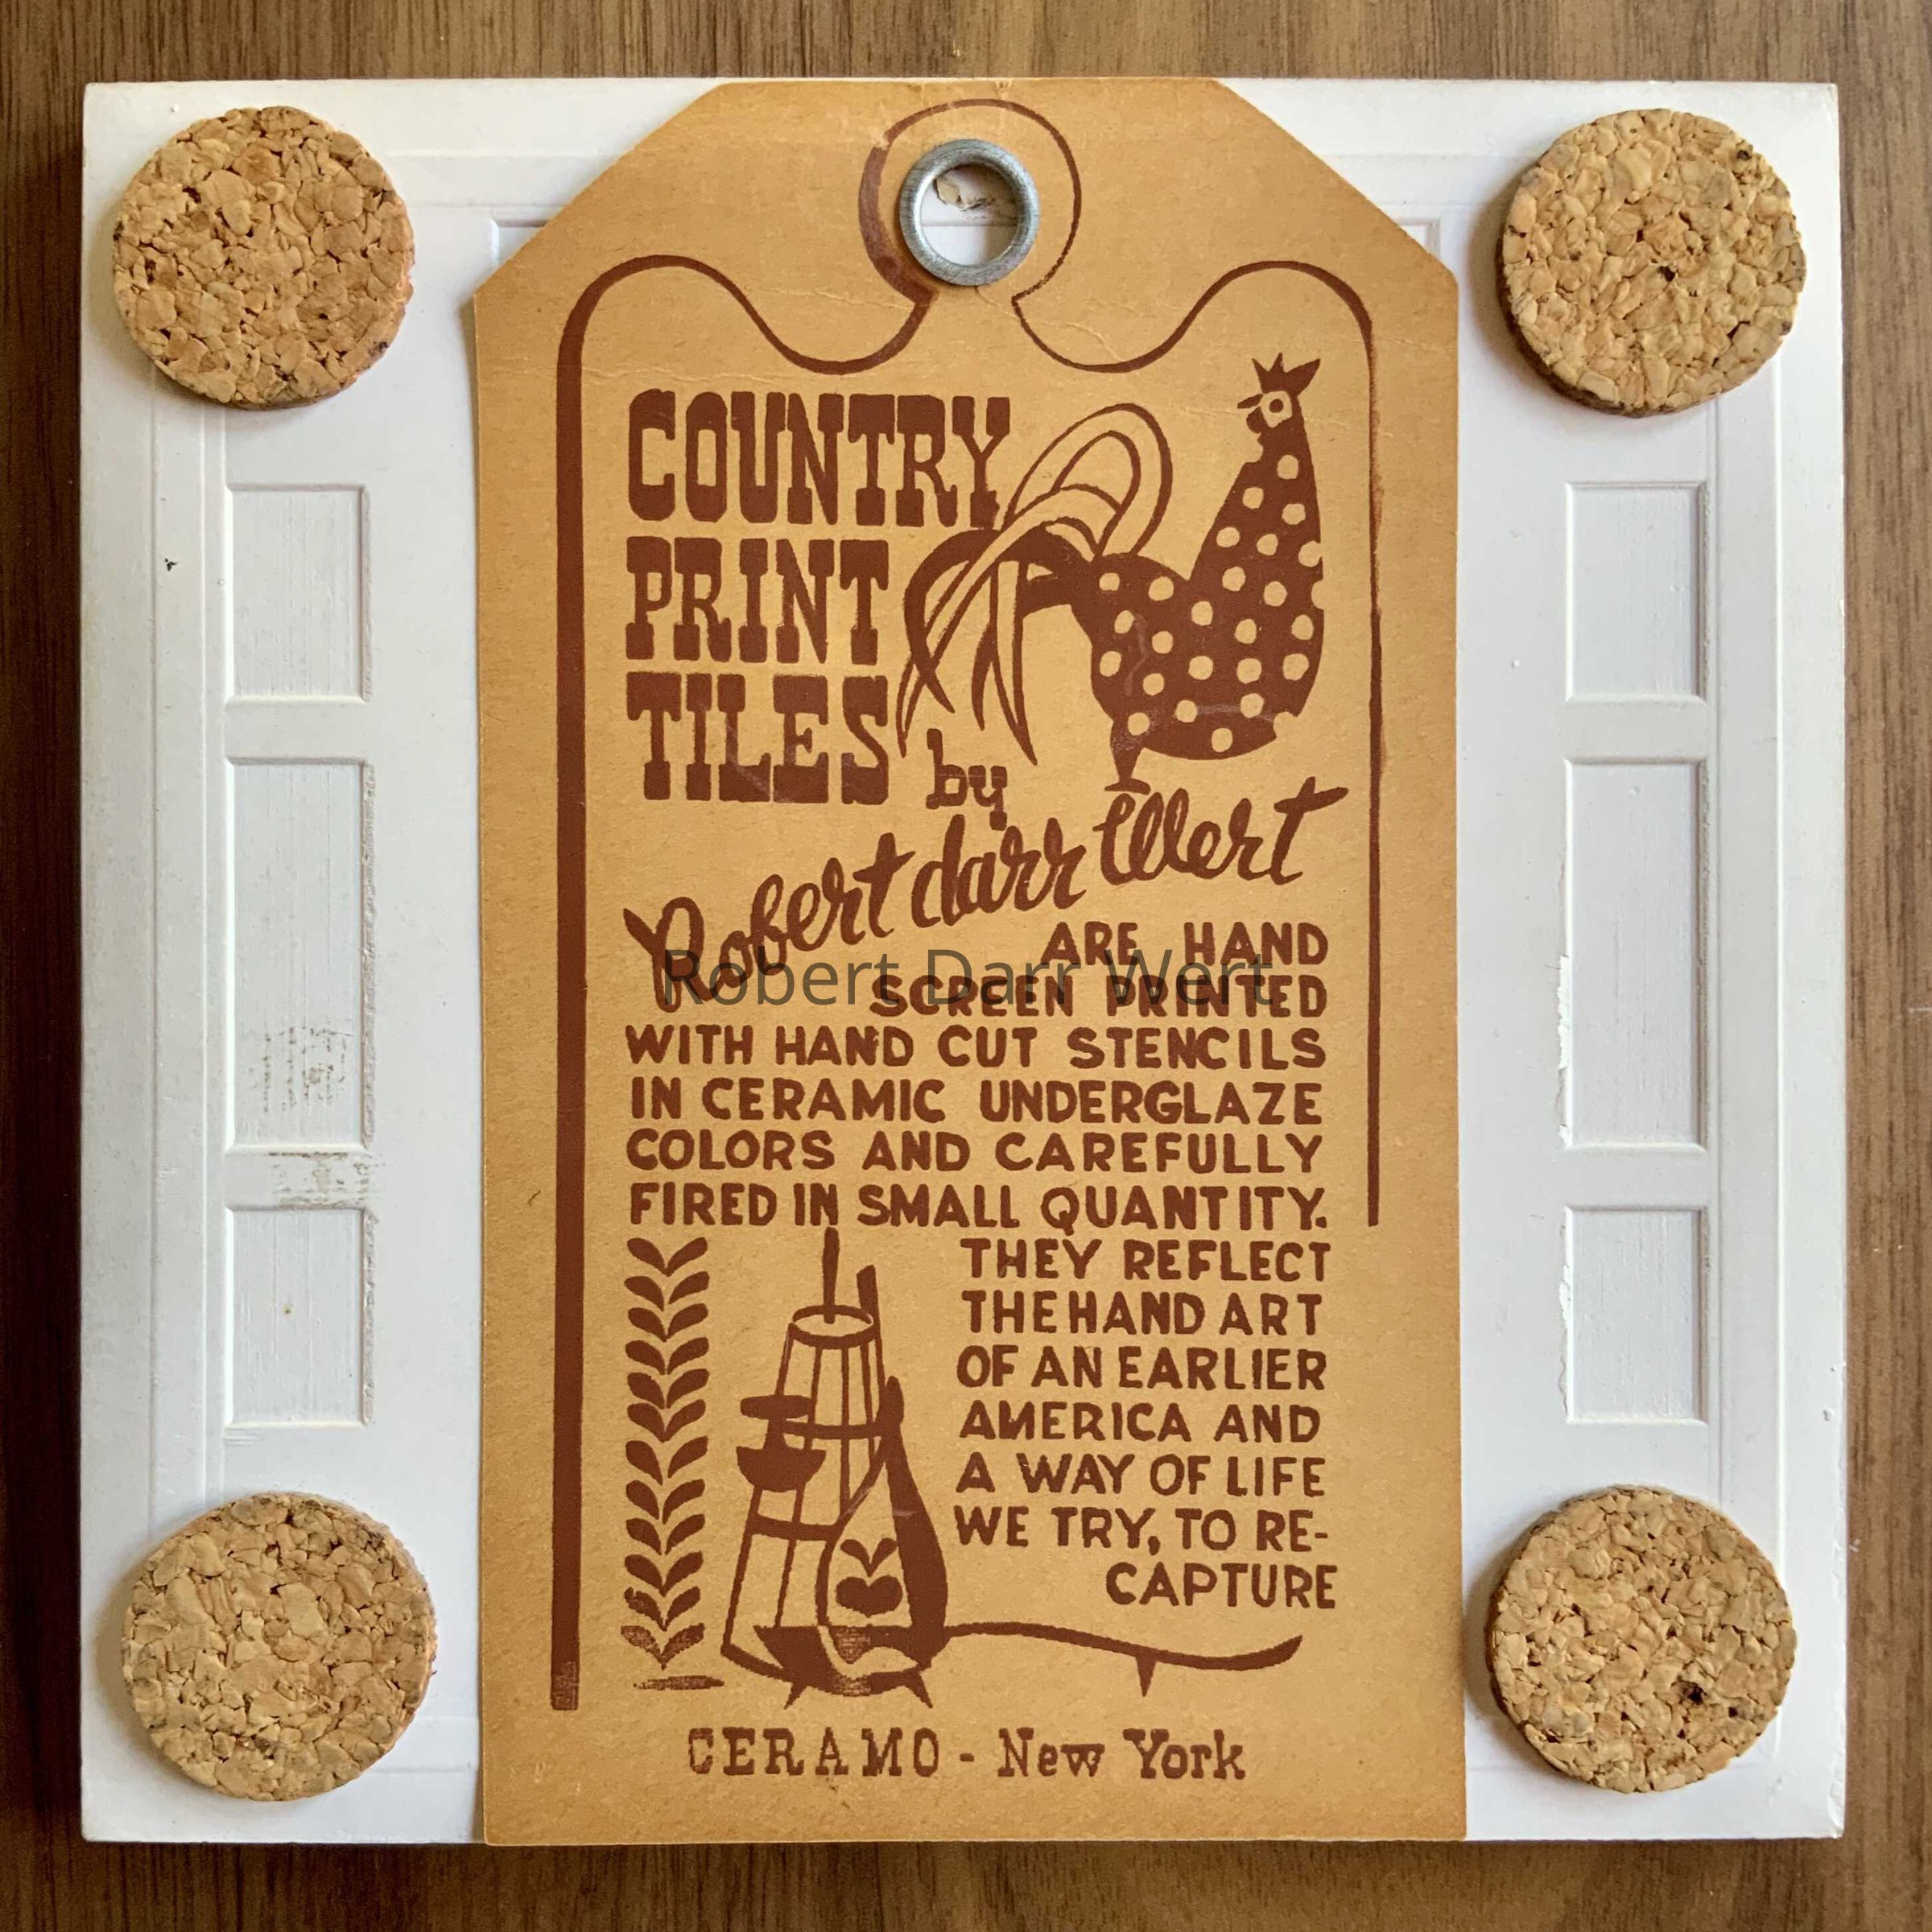 COUNTRY
PRINT
TILES by
Robert darr Wert
ARE HAND
Robert Darr Wert
SCREEN PRINTED
WITH HAND CUT STENCILS
IN CERAMIC UNDERGLAZE
COLORS AND CAREFULLY
FIRED IN SMALL QUANTITY.
THEY REFLECT
THE HAND ART
OF AN EARLIER
AMERICA AND
A WAY OF LIFE
WE TRY, TO RE-
CAPTURE
CERAMO - New York